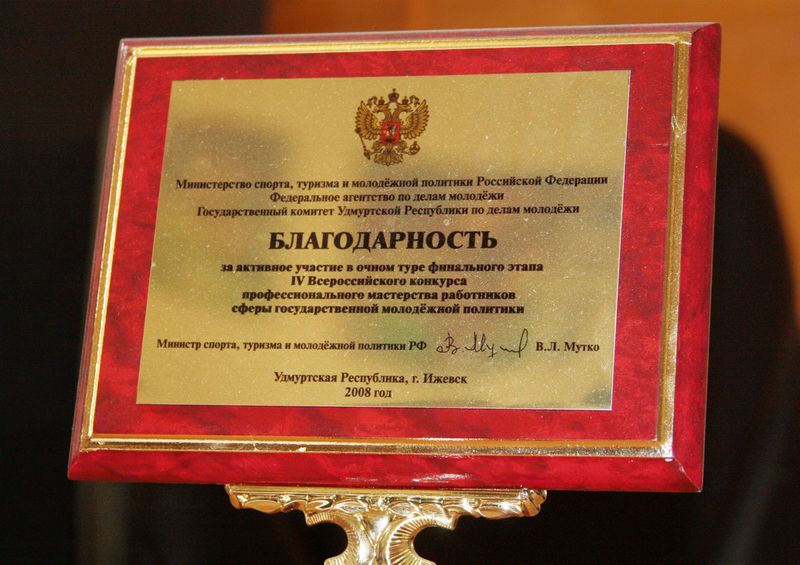 Министерство спорта, туризма и молодёжной политики Российской Федерации
Федеральное агентство по делам молодёжи
Государственный комитет Удмуртской Республики по делам молодёжи
БЛАГОДАРНОСТЬ
за активное участие в очном туре финального этапа
IV Всероссийского конкурса
профессионального мастерства работников
сферы государственной молодёжной политики
Министр спорта, туризма и молодёжной политики РФ В.Л. Мутко
Удмуртская Республика, г. Ижевск
2008 год